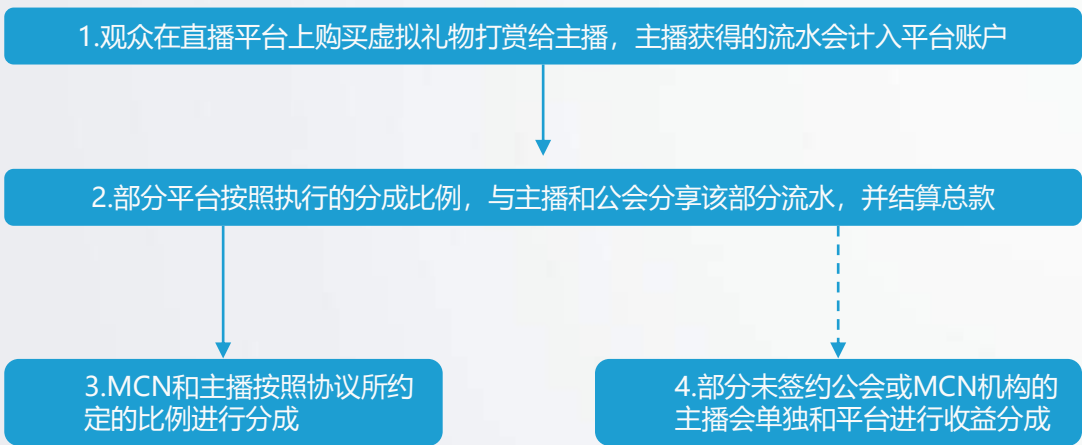 1.观众在直播平台上购买虚拟礼物打赏给主播，主播获得的流水会计入平台账户
2.部分平台按照执行的分成比例，与主播和公会分享该部分流水，并结算总款
3.MCN和主播按照协议所约
定的比例进行分成
4.部分未签约公会或MCN机构的
主播会单独和平台进行收益分成